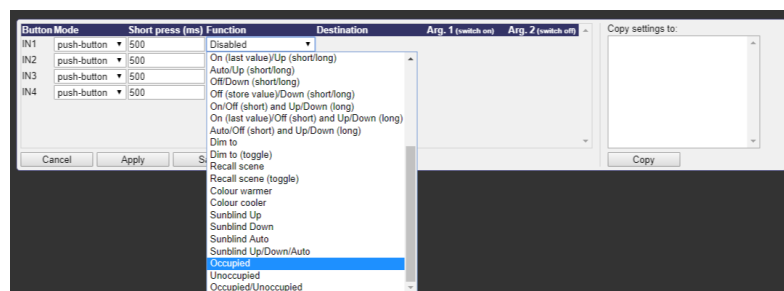 Button Mode Short press (ms) Function Destination Arg. 1 (switch on) Arg. 2 (switch off) Copy settings to:
IN1 push-button 500 Disabled
IN2 push-button 500 On (last value)/Up (short/long)
Auto/Up (short/long)
IN3 push-button 500 Off/Down (short/long)
Off (store value)/Down (short/long)
IN4 push-button 500 On/Off (short) and Up/Down (long)
On (last value)/Off (short) and Up/Down (long)
Auto/Off (short) and Up/Down (long)
Dim to
Cancel Apply Dim to (toggle) Copy
Recall scene
Recall scene (toggle)
Colour warmer
Colour cooler
Sunblind Up
Sunblind Down
Sunblind Auto
Sunblind Up/Down/Auto
Occupied
Unoccupied
Occupied/Unoccupied